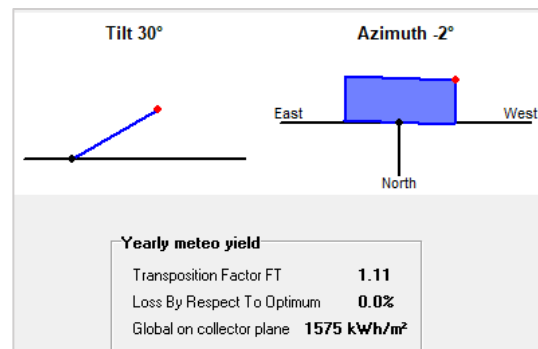 Tilt 30°
Azimuth -2°
East
West
North
Yearly meteo yield
Transposition Factor FT 1.11
Loss By Respect To Optimum 0.0%
Global on collector plane 1575 kWh/m²